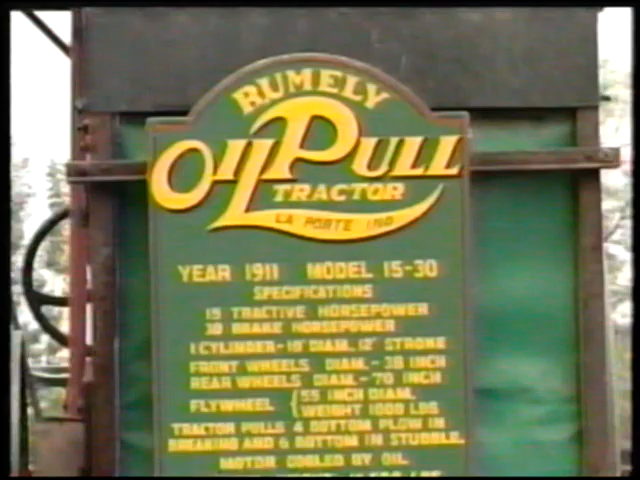 RUMELY
OILPULL
TRACTOR
LA PORTE IND
YEAR 1911 MODEL 15-30
SPECIFICATIONS
15 TRACTIVE HORSEPOWER
30 BRAKE HORSEPOWER
1 CYLINDER-10" DIAM. 12" STROKE
FRONT WHEELS DIAM.-38 INCH
REAR WHEELS DIAM.-70 INCH
FLYWHEEL {55 INCH DIAM.
WEIGHT 1000 LBS
TRACTOR PULLS 4 BOTTOM PLOW IN
BREAKING AND 6 BOTTOM IN STUBBLE.
MOTOR COOLED BY OIL